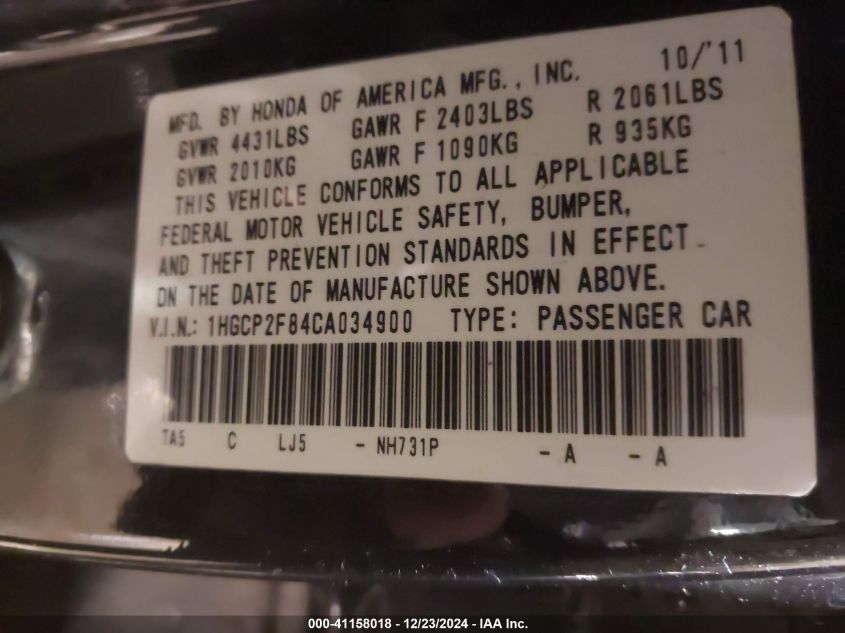 10/'11
MFD. BY HONDA OF AMERICA MFG., INC.
GVWR 4431LBS GAWR F 2403LBS R 2061LBS
GVWR 2010KG GAWR F 1090KG R 935KG
THIS VEHICLE CONFORMS TO ALL APPLICABLE
FEDERAL MOTOR VEHICLE SAFETY, BUMPER,
AND THEFT PREVENTION STANDARDS IN EFFECT
ON THE DATE OF MANUFACTURE SHOWN ABOVE.
V.I.N.: 1HGCP2F84CA034900 TYPE: PASSENGER CAR
TA5 C LJ5 - NH731P - A - A
000-41158018 - 12/23/2024 - IAA Inc.